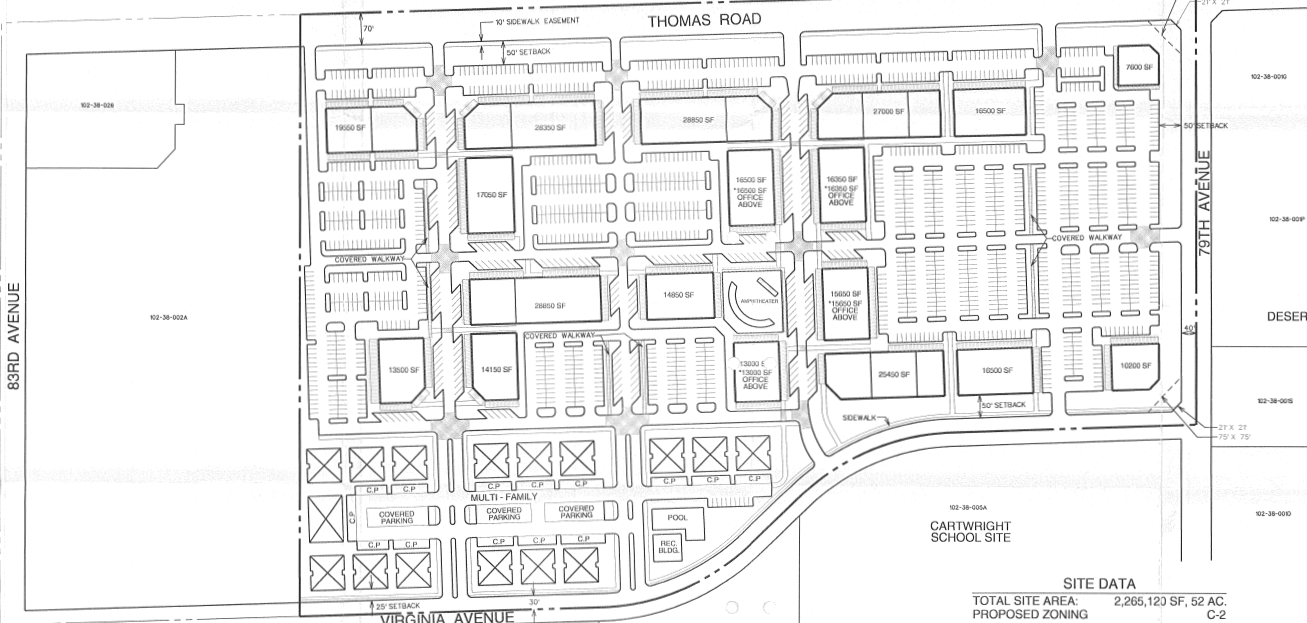 THOMAS ROAD
21' X 21'
10' SIDEWALK EASEMENT
70'
50' SETBACK
7600 SF
102-38-001G
102-38-026
19550 SF
28350 SF
28850 SF
27000 SF
16500 SF
50' SETBACK
79TH AVENUE
17050 SF
16500 SF
*16500 SF
OFFICE
ABOVE
16350 SF
*16350 SF
OFFICE
ABOVE
102-38-001P
COVERED WALKWAY
COVERED WALKWAY
83RD AVENUE
102-38-002A
28850 SF
14850 SF
AMPHITHEATER
15650 SF
*15650 SF
OFFICE
ABOVE
DESER
40'
COVERED WALKWAY
13500 SF
14150 SF
13000
*13000 SF
OFFICE
ABOVE
25450 SF
10200 SF
50' SETBACK
102-38-001S
SIDEWALK
21' X 21'
75' X 75'
C.P C.P
C.P C.P C.P
C.P C.P C.P
MULTI - FAMILY
C.P
COVERED
PARKING
COVERED
PARKING
COVERED
PARKING
POOL
REC.
BLDG.
C.P C.P
C.P C.P C.P
102-38-005A
CARTWRIGHT
SCHOOL SITE
102-38-001D
25' SETBACK
30'
VIRGINIA AVENUE
SITE DATA
TOTAL SITE AREA: 2,265,120 SF, 52 AC.
PROPOSED ZONING C-2